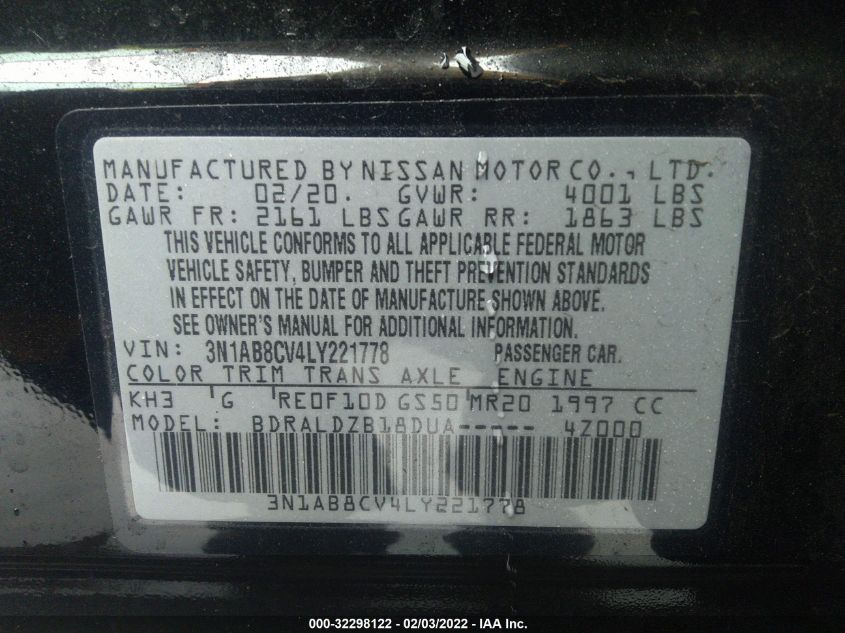 MANUFACTURED BY NISSAN MOTOR CO., LTD.
DATE: 02/20. GVWR: 4001 LBS
GAWR FR: 2161 LBS GAWR RR: 1863 LBS
THIS VEHICLE CONFORMS TO ALL APPLICABLE FEDERAL MOTOR
VEHICLE SAFETY, BUMPER AND THEFT PREVENTION STANDARDS
IN EFFECT ON THE DATE OF MANUFACTURE SHOWN ABOVE.
SEE OWNER'S MANUAL FOR ADDITIONAL INFORMATION.
VIN: 3N1AB8CV4LY221778 PASSENGER CAR.
COLOR TRIM TRANS AXLE ENGINE
KH3 G RE0F10D GS50 MR20 1997 CC
MODEL: BDRALDZB18DUA----- 4Z000
3N1AB8CV4LY221778
000-32298122 - 02/03/2022 - IAA Inc.